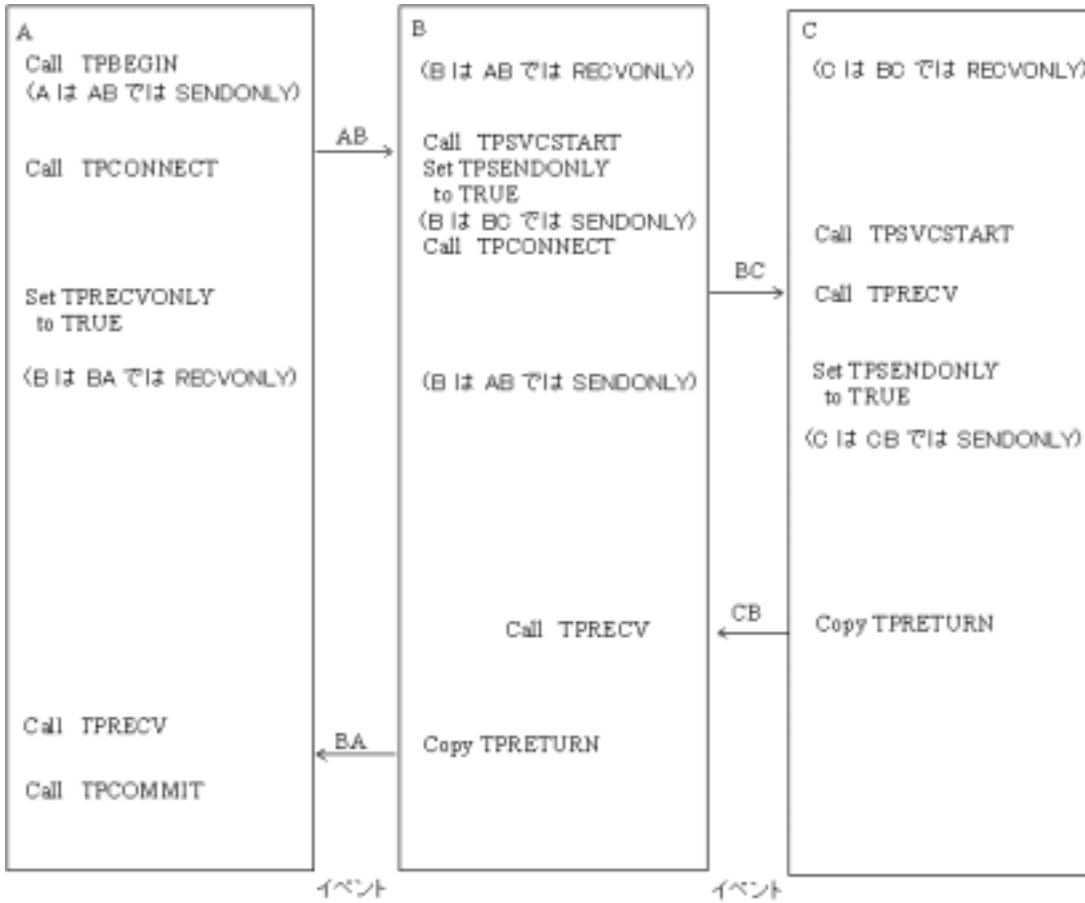 A
Call TPBEGIN
(A は AB では SENDONLY)
Call TPCONNECT
Set TPRECVONLY
to TRUE
(B は BA では RECVONLY)
Call TPRECV
Call TPCOMMIT
AB
BA
イベント
B
(B は AB では RECVONLY)
Call TPSVCSTART
Set TPSENDONLY
to TRUE
(B は BC では SENDONLY)
Call TPCONNECT
(B は AB では SENDONLY)
Call TPRECV
Copy TPRETURN
BC
CB
イベント
C
(C は BC では RECVONLY)
Call TPSVCSTART
Call TPRECV
Set TPSENDONLY
to TRUE
(C は CB では SENDONLY)
Copy TPRETURN